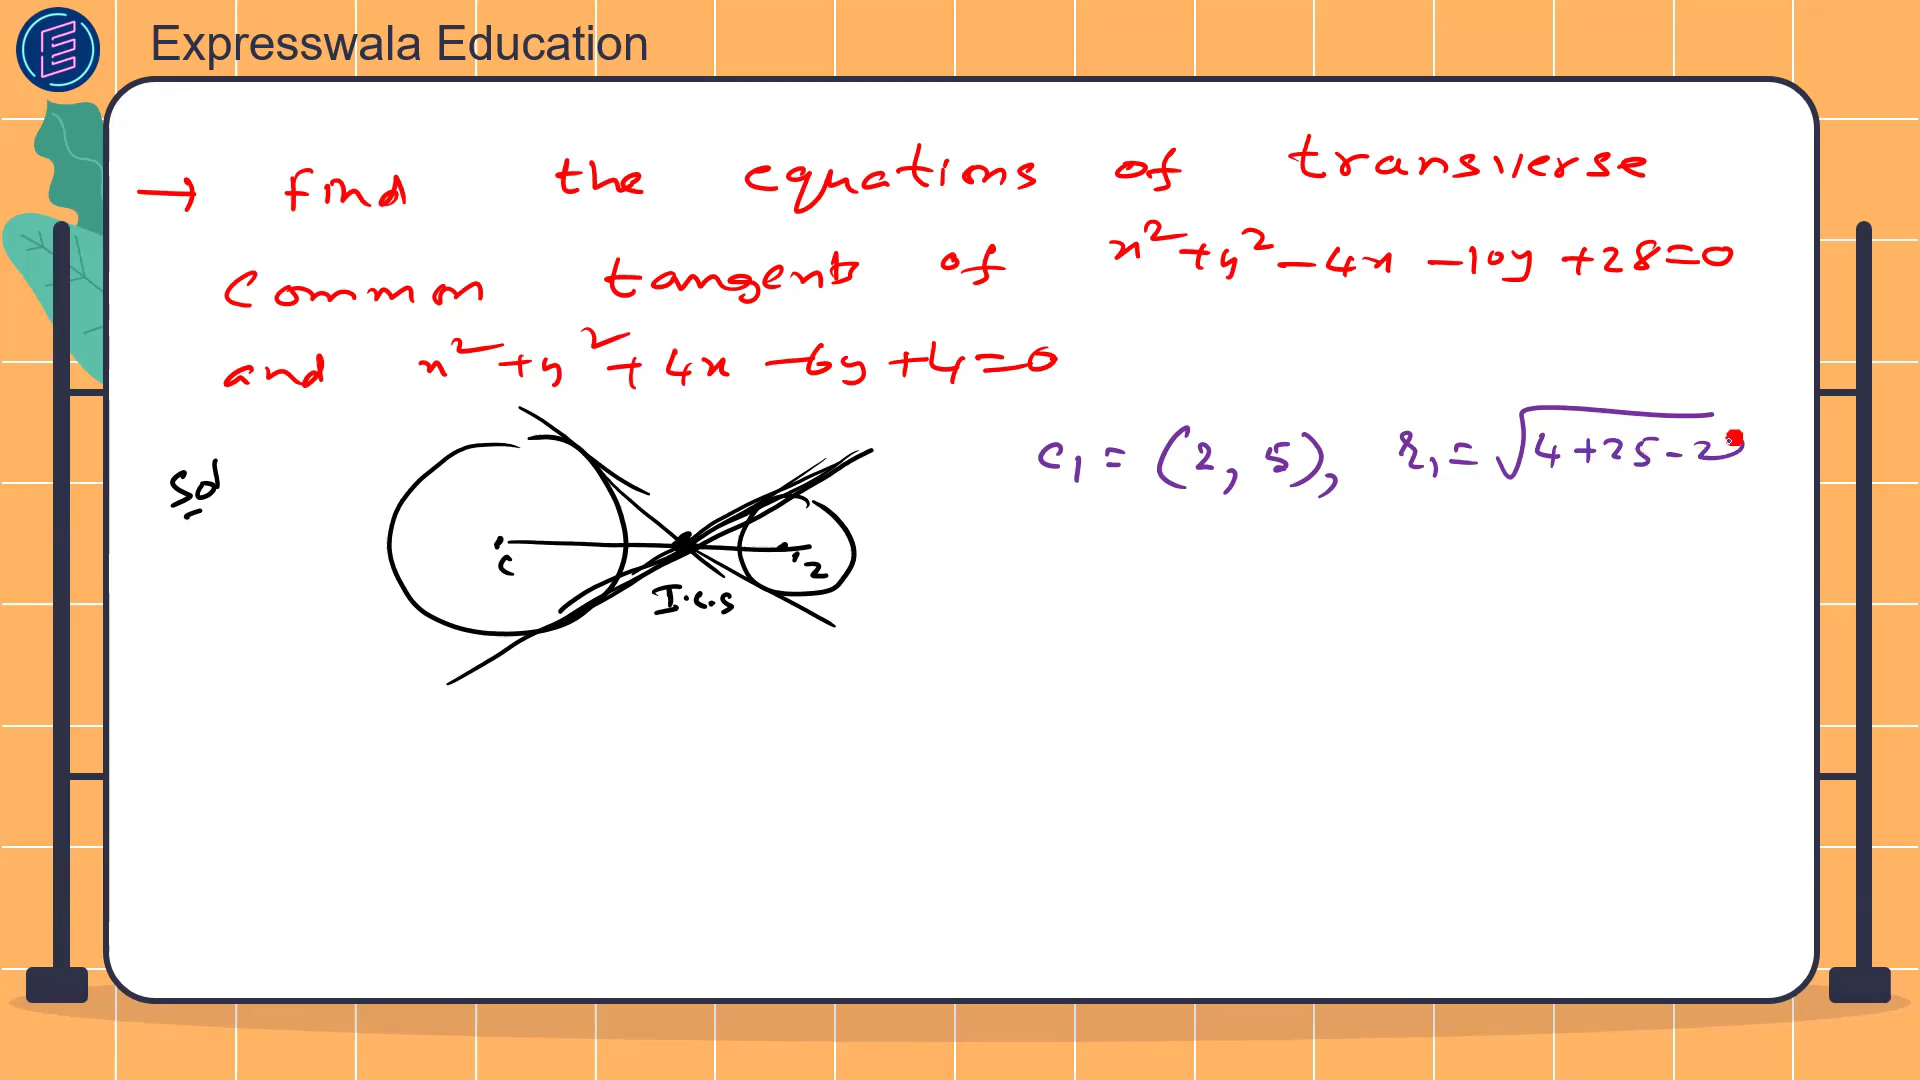 Expresswala Education
→ find the equations of transverse
common tangents of x²+y²-4x-10y+28=0
and x²+y²+4x-6y+4=0
Sol
c₁ = (2, 5), r₁ = √4+25-2
c
2
I.c.s